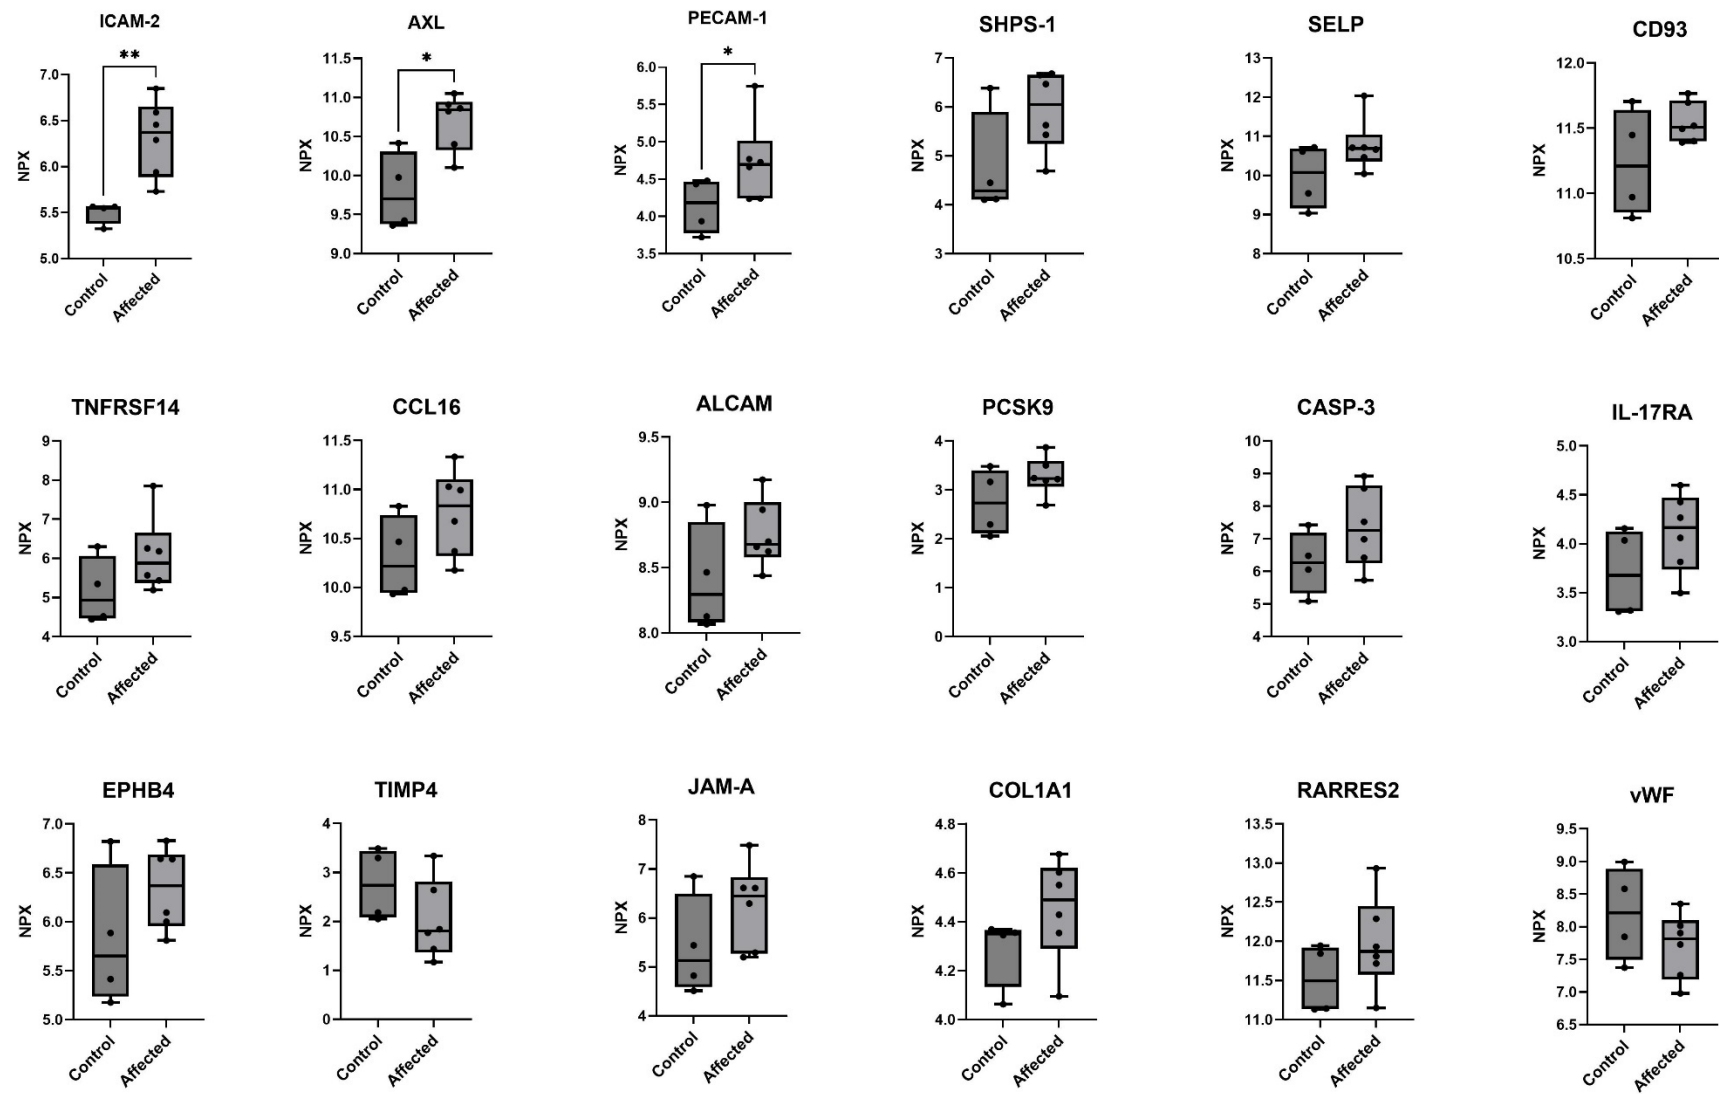 ICAM-2
**
NPX
7.0
6.5
6.0
5.5
5.0
Control
Affected
AXL
*
NPX
11.5
11.0
10.5
10.0
9.5
9.0
Control
Affected
PECAM-1
*
NPX
6.0
5.5
5.0
4.5
4.0
3.5
Control
Affected
SHPS-1
NPX
7
6
5
4
3
Control
Affected
SELP
NPX
13
12
11
10
9
8
Control
Affected
CD93
NPX
12.0
11.5
11.0
10.5
Control
Affected
TNFRSF14
NPX
9
8
7
6
5
4
Control
Affected
CCL16
NPX
11.5
11.0
10.5
10.0
9.5
Control
Affected
ALCAM
NPX
9.5
9.0
8.5
8.0
Control
Affected
PCSK9
NPX
4
3
2
1
0
Control
Affected
CASP-3
NPX
10
9
8
7
6
5
4
Control
Affected
IL-17RA
NPX
5.0
4.5
4.0
3.5
3.0
Control
Affected
EPHB4
NPX
7.0
6.5
6.0
5.5
5.0
Control
Affected
TIMP4
NPX
4
3
2
1
0
Control
Affected
JAM-A
NPX
8
7
6
5
4
Control
Affected
COL1A1
NPX
4.8
4.6
4.4
4.2
4.0
Control
Affected
RARRES2
NPX
13.5
13.0
12.5
12.0
11.5
11.0
Control
Affected
vWF
NPX
9.5
9.0
8.5
8.0
7.5
7.0
6.5
Control
Affected